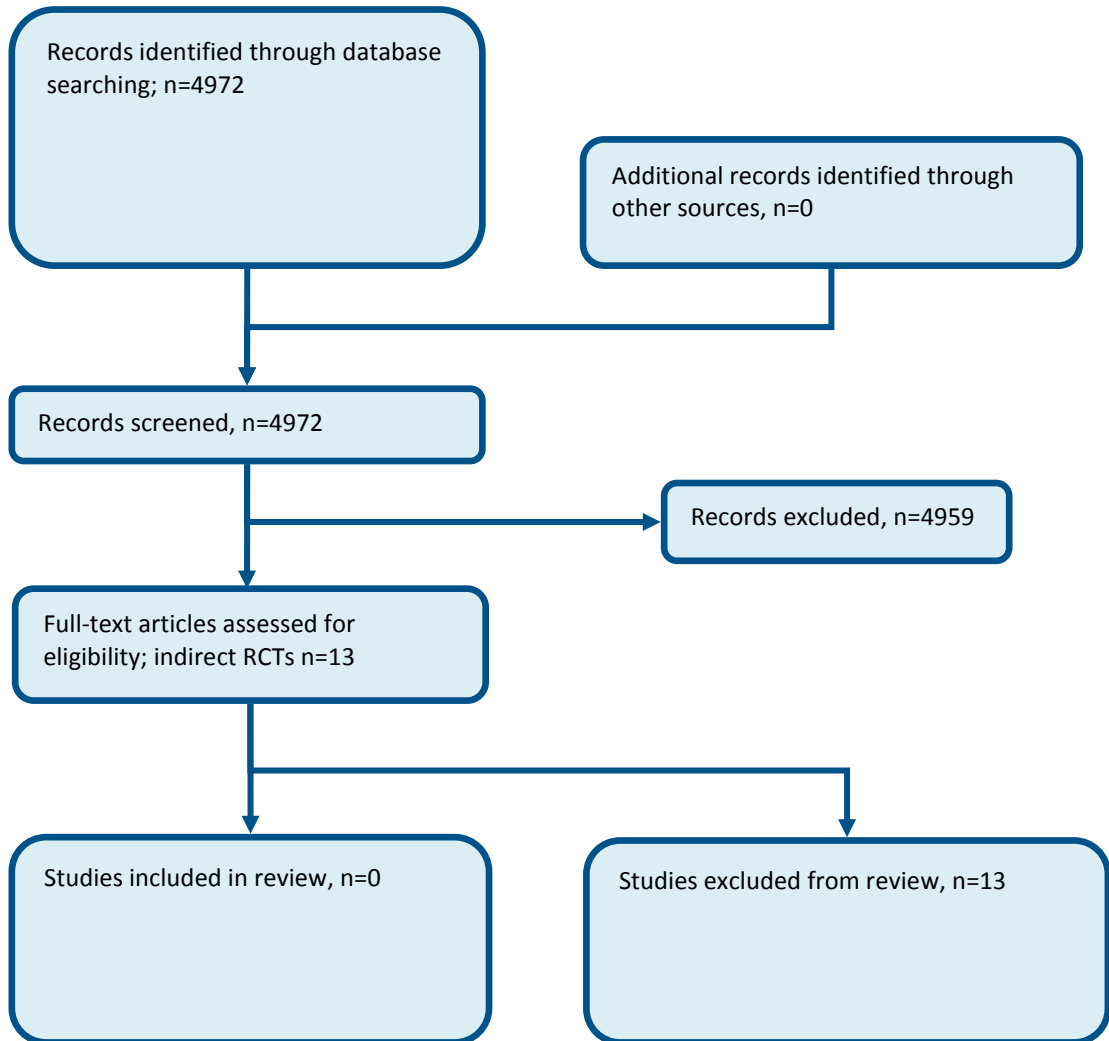 Records identified through database
searching; n=4972
Additional records identified through
other sources, n=0
Records screened, n=4972
Records excluded, n=4959
Full-text articles assessed for
eligibility; indirect RCTs n=13
Studies included in review, n=0
Studies excluded from review, n=13